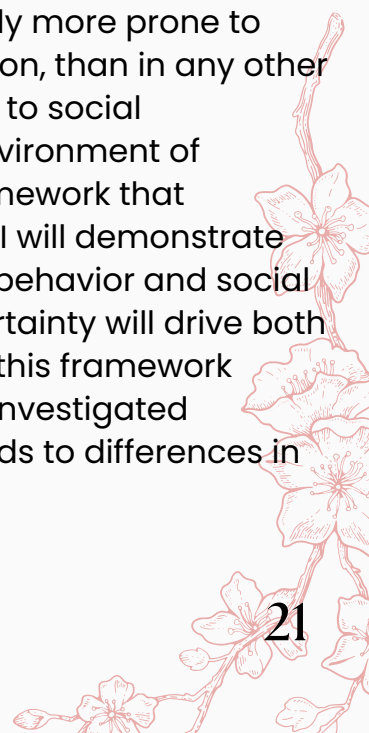 ly more prone to
on, than in any other
to social
vironment of
nework that
I will demonstrate
behavior and social
rtainty will drive both
this framework
nvestigated
ds to differences in
21